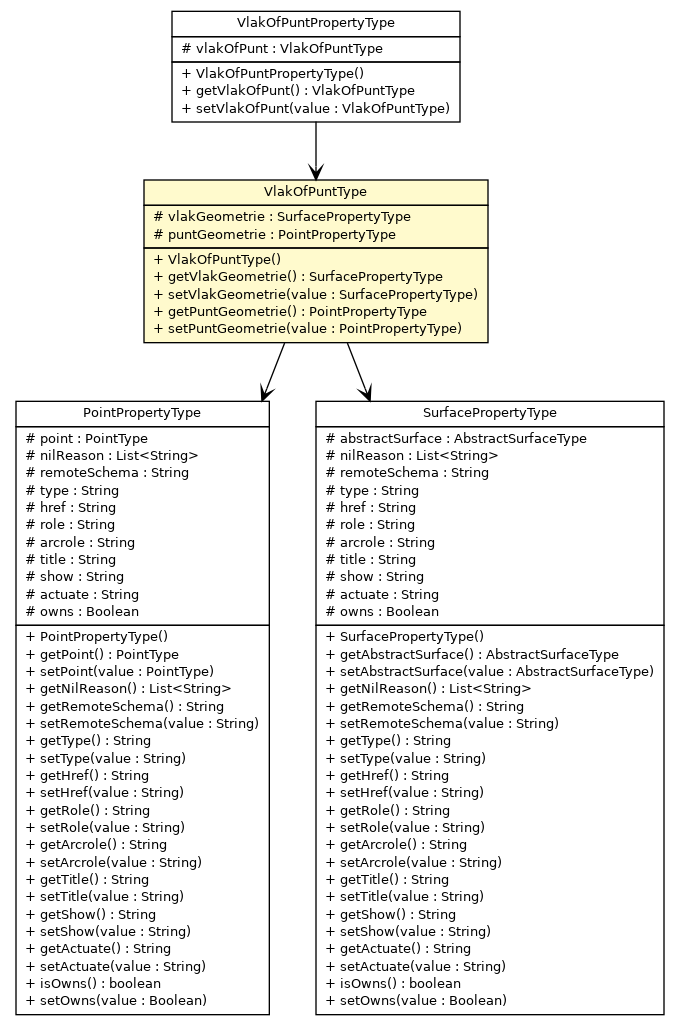 VlakOfPuntPropertyType
# vlakOfPunt : VlakOfPuntType
+ VlakOfPuntPropertyType()
+ getVlakOfPunt() : VlakOfPuntType
+ setVlakOfPunt(value : VlakOfPuntType)
VlakOfPuntType
# vlakGeometrie : SurfacePropertyType
# puntGeometrie : PointPropertyType
+ VlakOfPuntType()
+ getVlakGeometrie() : SurfacePropertyType
+ setVlakGeometrie(value : SurfacePropertyType)
+ getPuntGeometrie() : PointPropertyType
+ setPuntGeometrie(value : PointPropertyType)
PointPropertyType
# point : PointType
# nilReason : List<String>
# remoteSchema : String
# type : String
# href : String
# role : String
# arcrole : String
# title : String
# show : String
# actuate : String
# owns : Boolean
+ PointPropertyType()
+ getPoint() : PointType
+ setPoint(value : PointType)
+ getNilReason() : List<String>
+ getRemoteSchema() : String
+ setRemoteSchema(value : String)
+ getType() : String
+ setType(value : String)
+ getHref() : String
+ setHref(value : String)
+ getRole() : String
+ setRole(value : String)
+ getArcrole() : String
+ setArcrole(value : String)
+ getTitle() : String
+ setTitle(value : String)
+ getShow() : String
+ setShow(value : String)
+ getActuate() : String
+ setActuate(value : String)
+ isOwns() : boolean
+ setOwns(value : Boolean)
SurfacePropertyType
# abstractSurface : AbstractSurfaceType
# nilReason : List<String>
# remoteSchema : String
# type : String
# href : String
# role : String
# arcrole : String
# title : String
# show : String
# actuate : String
# owns : Boolean
+ SurfacePropertyType()
+ getAbstractSurface() : AbstractSurfaceType
+ setAbstractSurface(value : AbstractSurfaceType)
+ getNilReason() : List<String>
+ getRemoteSchema() : String
+ setRemoteSchema(value : String)
+ getType() : String
+ setType(value : String)
+ getHref() : String
+ setHref(value : String)
+ getRole() : String
+ setRole(value : String)
+ getArcrole() : String
+ setArcrole(value : String)
+ getTitle() : String
+ setTitle(value : String)
+ getShow() : String
+ setShow(value : String)
+ getActuate() : String
+ setActuate(value : String)
+ isOwns() : boolean
+ setOwns(value : Boolean)